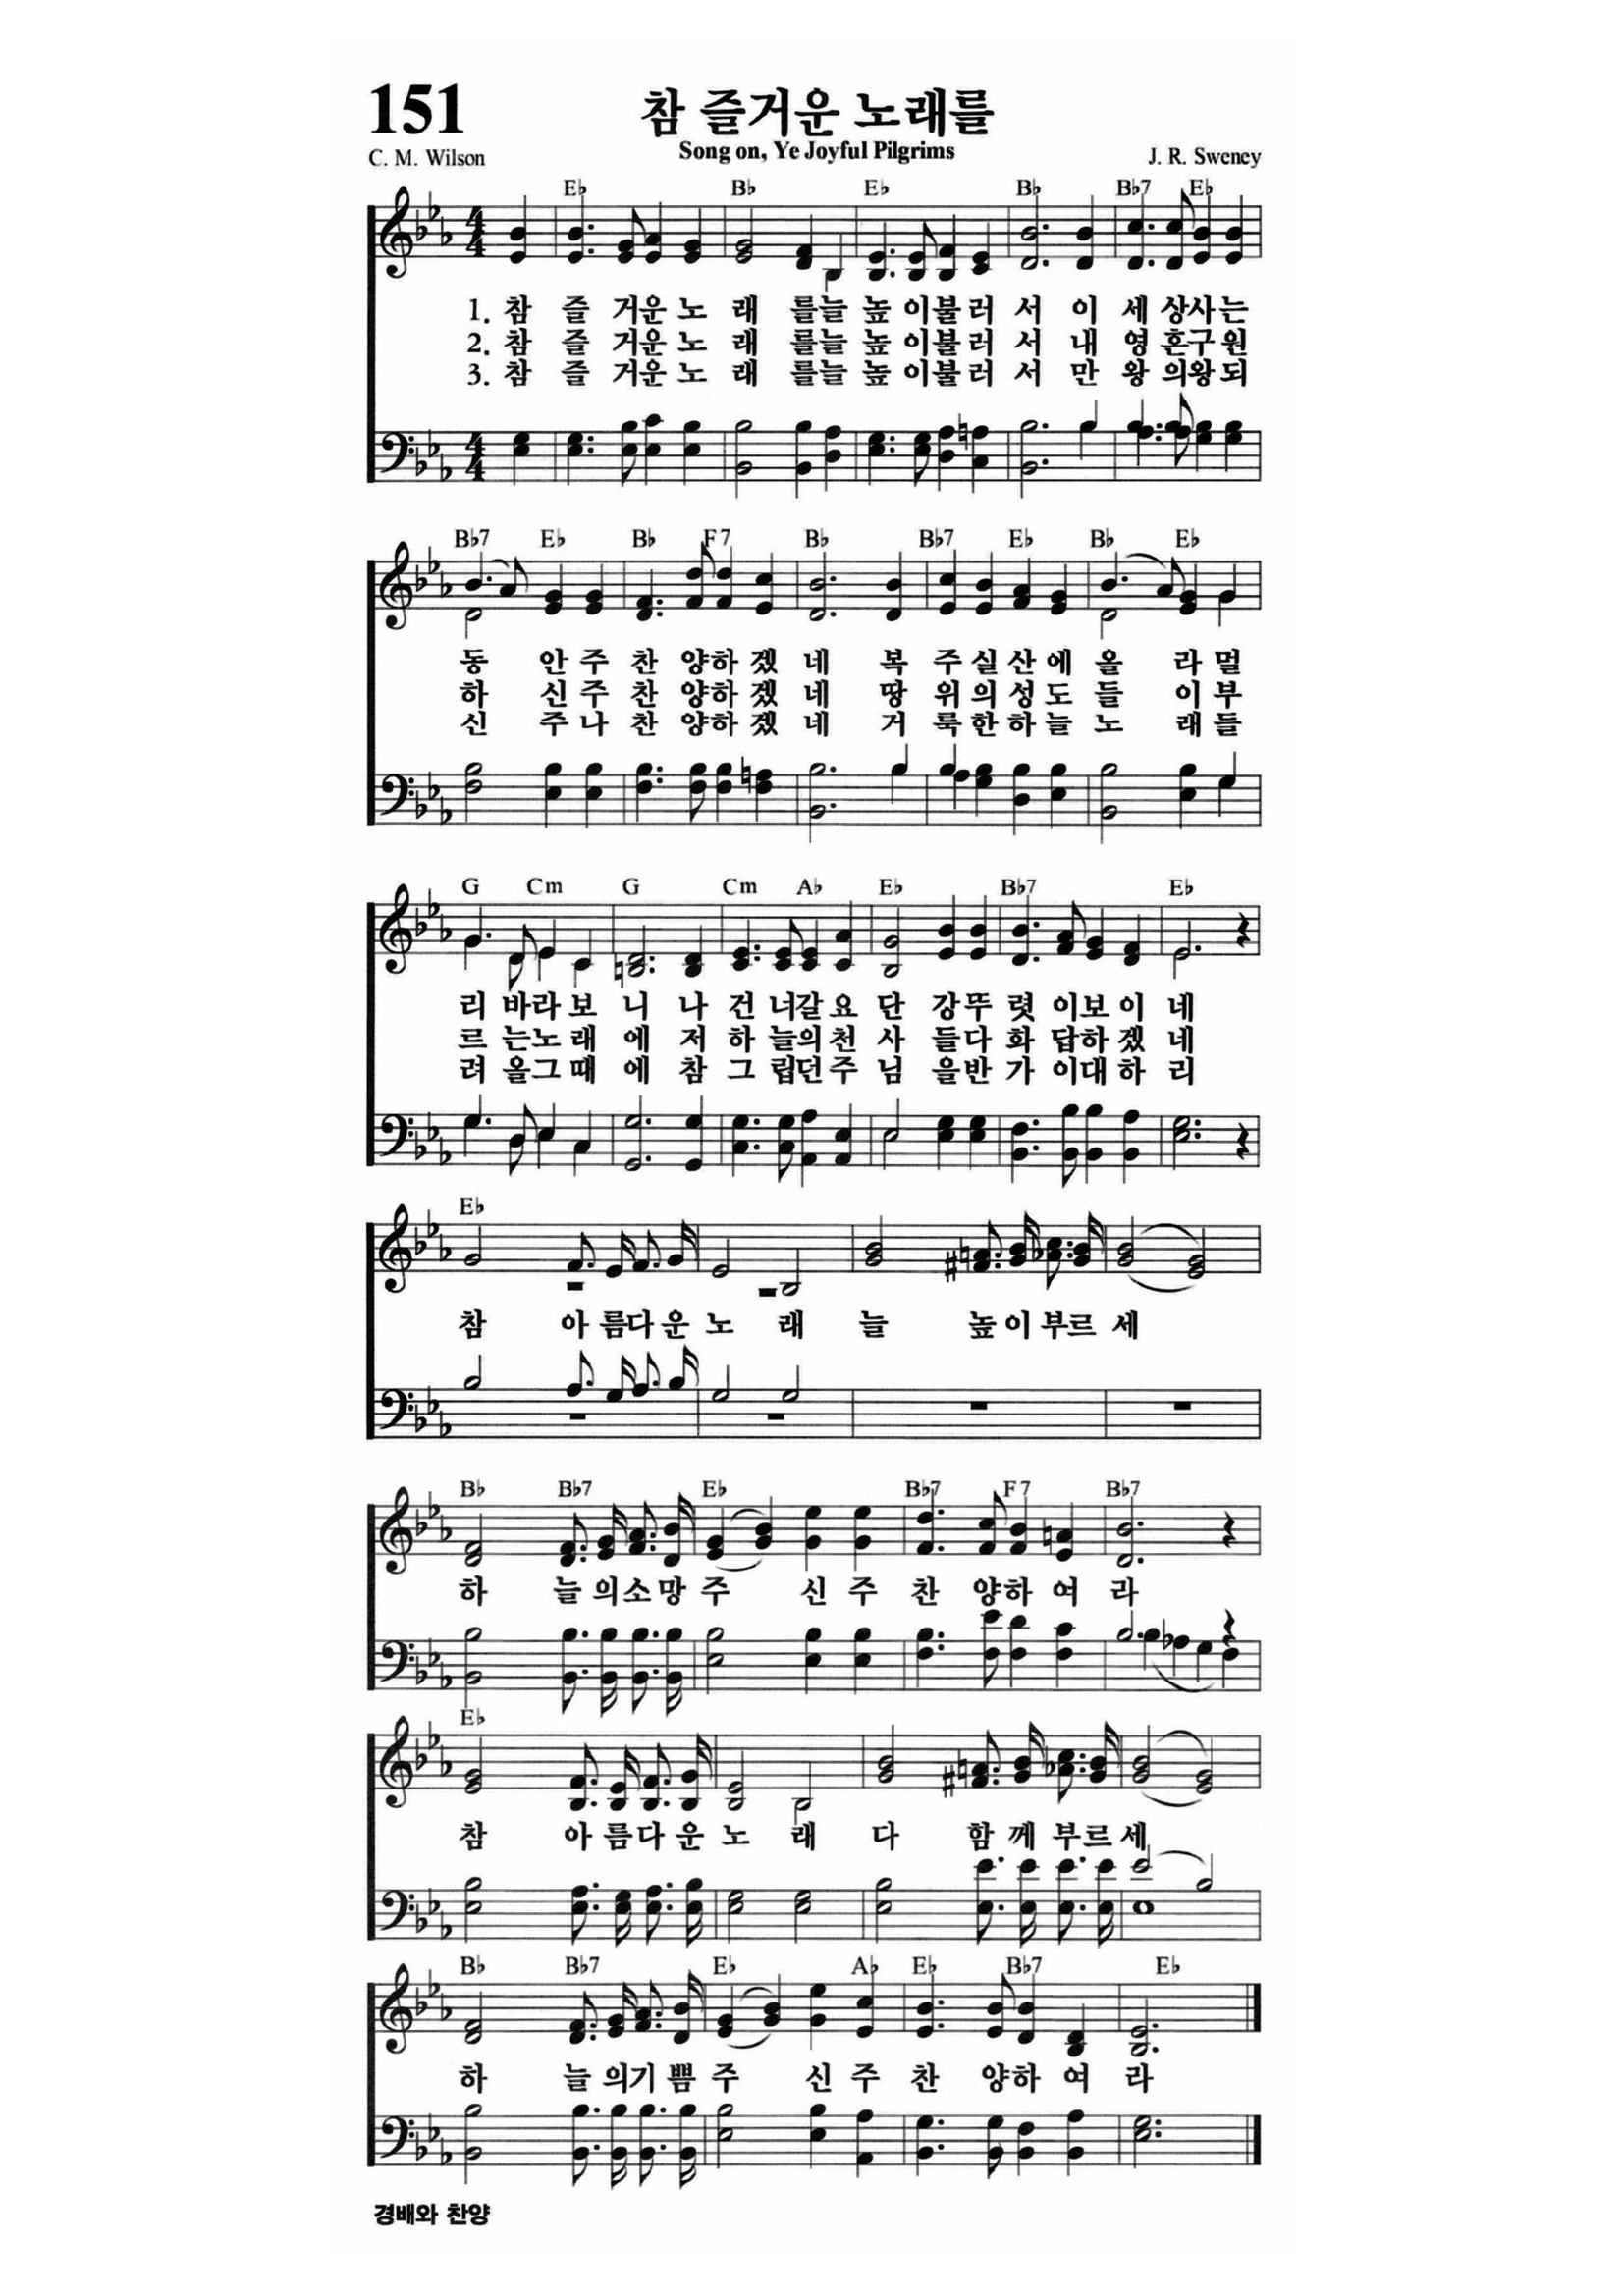 151
참 즐거운 노래를
Song on, Ye Joyful Pilgrims
C. M. Wilson
J. R. Sweney
E♭ B♭ E♭ B♭ B♭7 E♭
1. 참 즐 거운 노 래 를늘 높 이불 러 서 이 세 상사는
2. 참 즐 거운 노 래 를늘 높 이불 러 서 내 영 혼구 원
3. 참 즐 거운 노 래 를늘 높 이불 러 서 만 왕 의왕 되
B♭7 E♭ B♭ F7 B♭ B♭7 E♭ B♭ E♭
동 안 주 찬 양하 겠 네 복 주 실 산 에 올 라 멀
하 신 주 찬 양하 겠 네 땅 위 의 성 도 들 이 부
신 주 나 찬 양하 겠 네 거 룩 한 하 늘 노 래 들
G Cm G Cm A♭ E♭ B♭7 E♭
리 바라 보 니 나 건 너갈 요 단 강뚜 렷 이보 이 네
르 는노 래 에 저 하 늘의 천 사 들다 화 답하 겠 네
려 올그 때 에 참 그 립던 주 님 을반 가 이대 하 리
E♭
참 아 름다 운 노 래 늘 높 이 부르 세
B♭ B♭7 E♭ B♭7 F7 B♭7
하 늘 의소 망 주 신 주 찬 양하 여 라
E♭
참 아 름다 운 노 래 다 함 께 부르 세
B♭ B♭7 E♭ A♭ E♭ B♭7 E♭
하 늘 의기 쁨 주 신 주 찬 양하 여 라
경배와 찬양